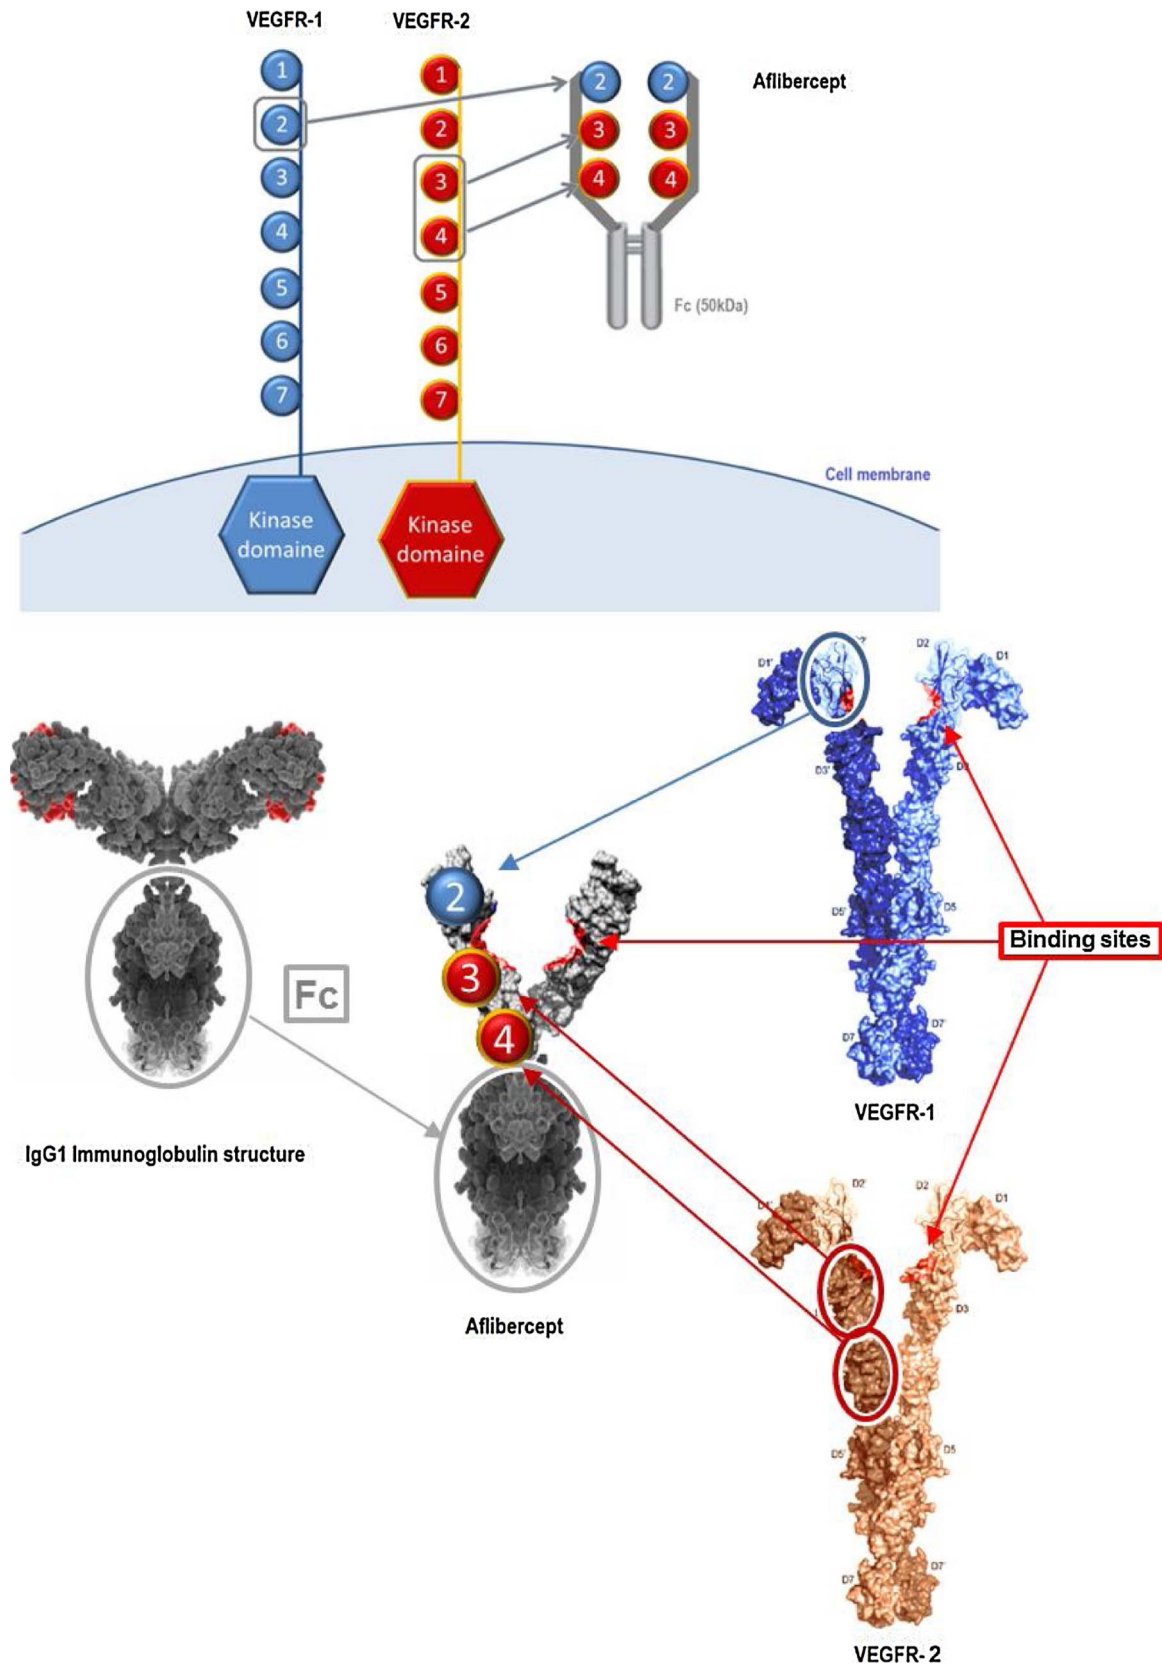 VEGFR-1
VEGFR-2
Aflibercept
1
2
3
4
5
6
7
1
2
3
4
5
6
7
2
2
3
3
4
4
Fc (50kDa)
Cell membrane
Kinase
domaine
Kinase
domaine
D1'
D2
D1
D3'
D5'
D5
D7
D7'
VEGFR-1
Binding sites
2
3
4
Fc
IgG1 Immunoglobulin structure
Aflibercept
D2'
D2
D1
D3
D5'
D5
D7
D7'
VEGFR- 2